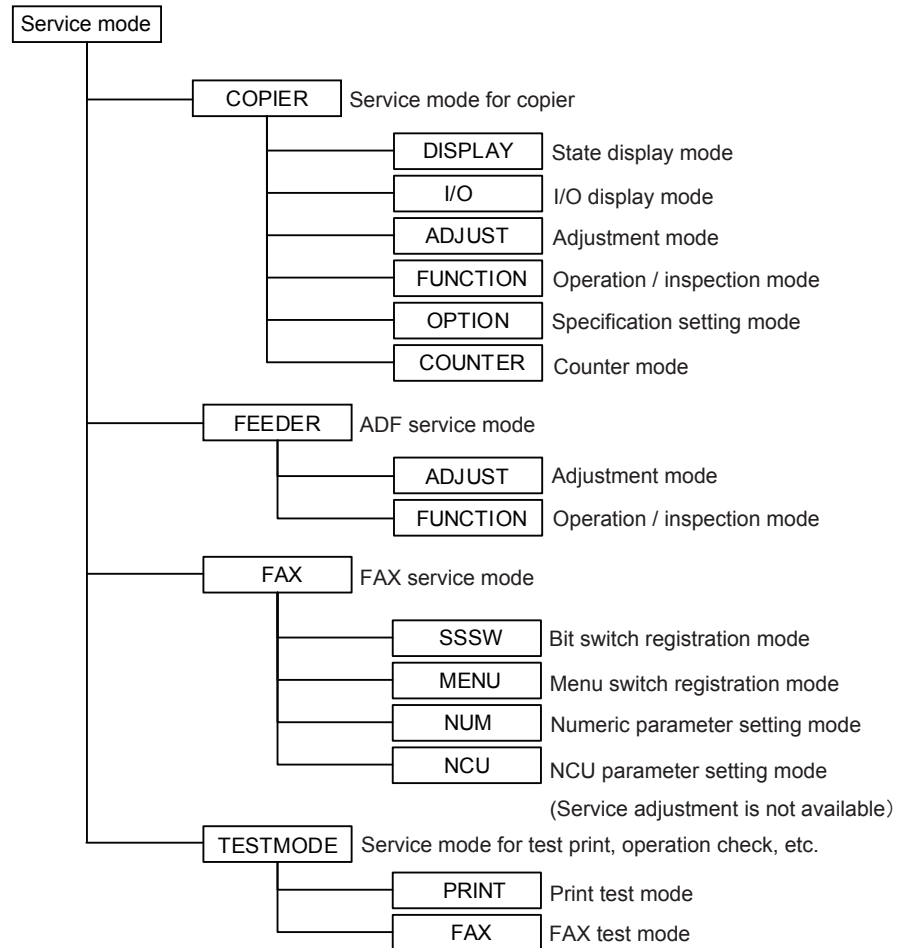 Service mode
COPIER Service mode for copier
DISPLAY State display mode
I/O I/O display mode
ADJUST Adjustment mode
FUNCTION Operation / inspection mode
OPTION Specification setting mode
COUNTER Counter mode
FEEDER ADF service mode
ADJUST Adjustment mode
FUNCTION Operation / inspection mode
FAX FAX service mode
SSSW Bit switch registration mode
MENU Menu switch registration mode
NUM Numeric parameter setting mode
NCU NCU parameter setting mode
(Service adjustment is not available）
TESTMODE Service mode for test print, operation check, etc.
PRINT Print test mode
FAX FAX test mode